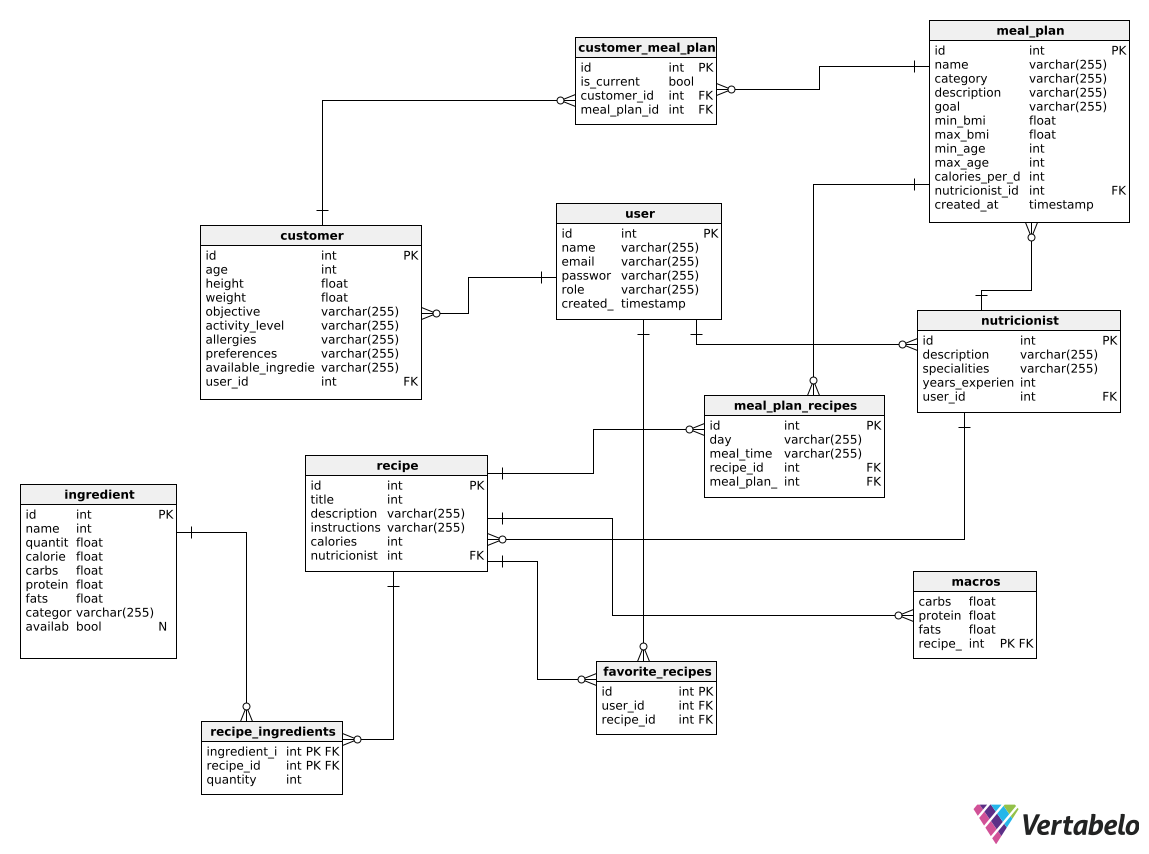 customer_meal_plan
id int PK
is_current bool
customer_id int FK
meal_plan_id int FK
meal_plan
id int PK
name varchar(255)
category varchar(255)
description varchar(255)
goal varchar(255)
min_bmi float
max_bmi float
min_age int
max_age int
calories_per_d int
nutricionist_id int FK
created_at timestamp
customer
id int PK
age int
height float
weight float
objective varchar(255)
activity_level varchar(255)
allergies varchar(255)
preferences varchar(255)
available_ingredie varchar(255)
user_id int FK
user
id int PK
name varchar(255)
email varchar(255)
passwor varchar(255)
role varchar(255)
created_ timestamp
nutricionist
id int PK
description varchar(255)
specialities varchar(255)
years_experien int
user_id int FK
meal_plan_recipes
id int PK
day varchar(255)
meal_time varchar(255)
recipe_id int FK
meal_plan_ int FK
recipe
id int PK
title int
description varchar(255)
instructions varchar(255)
calories int
nutricionist int FK
ingredient
id int PK
name int
quantit float
calorie float
carbs float
protein float
fats float
categor varchar(255)
availab bool N
macros
carbs float
protein float
fats float
recipe_ int PK FK
favorite_recipes
id int PK
user_id int FK
recipe_id int FK
recipe_ingredients
ingredient_i int PK FK
recipe_id int PK FK
quantity int
Vertabelo